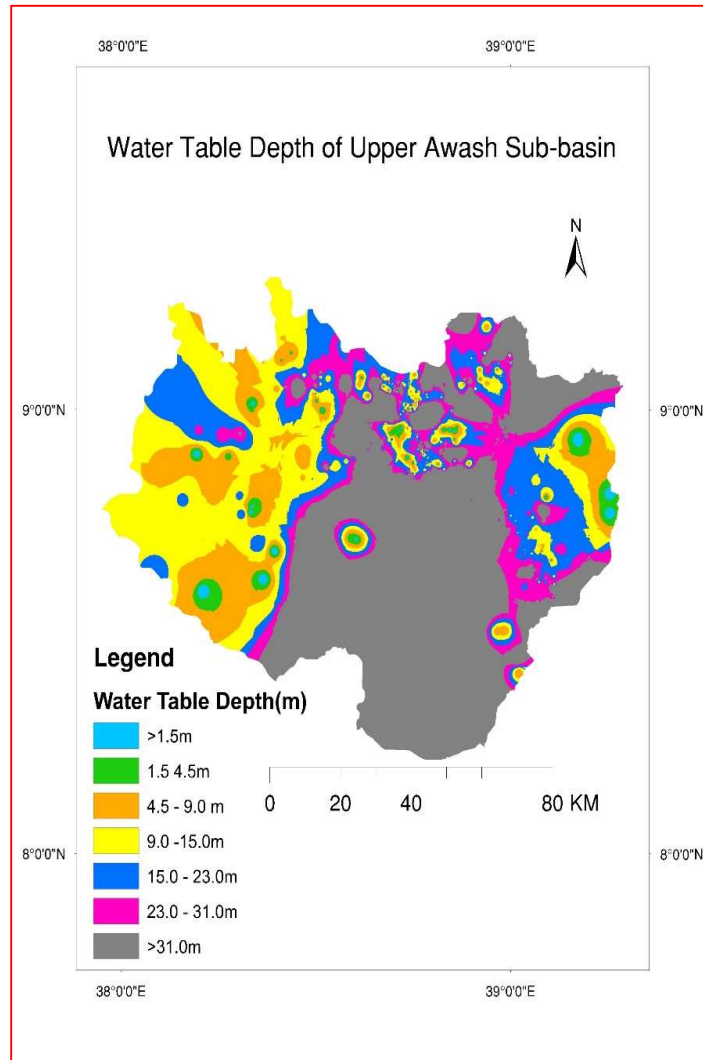 38°0'0"E 39°0'0"E
Water Table Depth of Upper Awash Sub-basin
N
9°0'0"N 9°0'0"N
Legend
Water Table Depth(m)
>1.5m
1.5 4.5m
4.5 - 9.0 m
9.0 -15.0m
15.0 - 23.0m
23.0 - 31.0m
>31.0m
0 20 40 80 KM
8°0'0"N 8°0'0"N
38°0'0"E 39°0'0"E